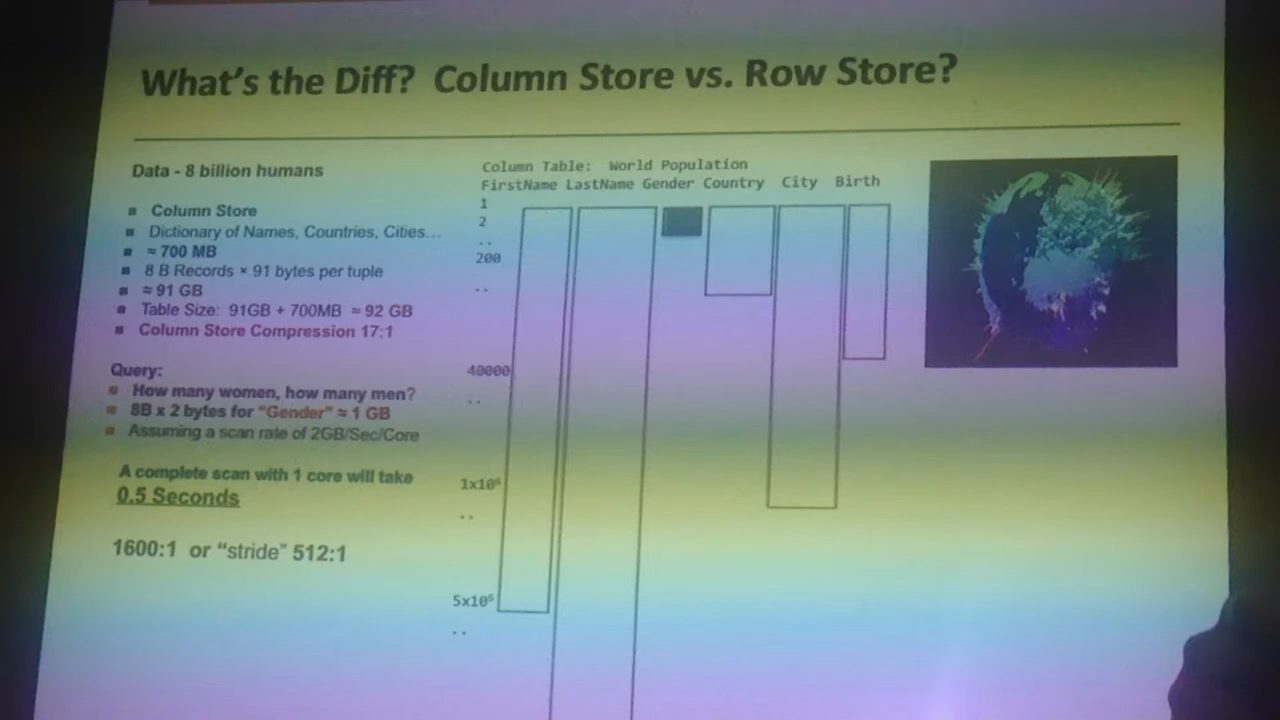 What's the Diff? Column Store vs. Row Store?
Data - 8 billion humans
Column Store
Dictionary of Names, Countries, Cities...
≈ 700 MB
8 B Records × 91 bytes per tuple
≈ 91 GB
Table Size: 91GB + 700MB ≈ 92 GB
Column Store Compression 17:1
Query:
How many women, how many men?
8B x 2 bytes for "Gender" ≈ 1 GB
Assuming a scan rate of 2GB/Sec/Core
A complete scan with 1 core will take
0.5 Seconds
1600:1 or "stride" 512:1
Column Table: World Population
FirstName LastName Gender Country City Birth
1
2
..
200
..
40000
..
1x10⁶
..
5x10⁶
..